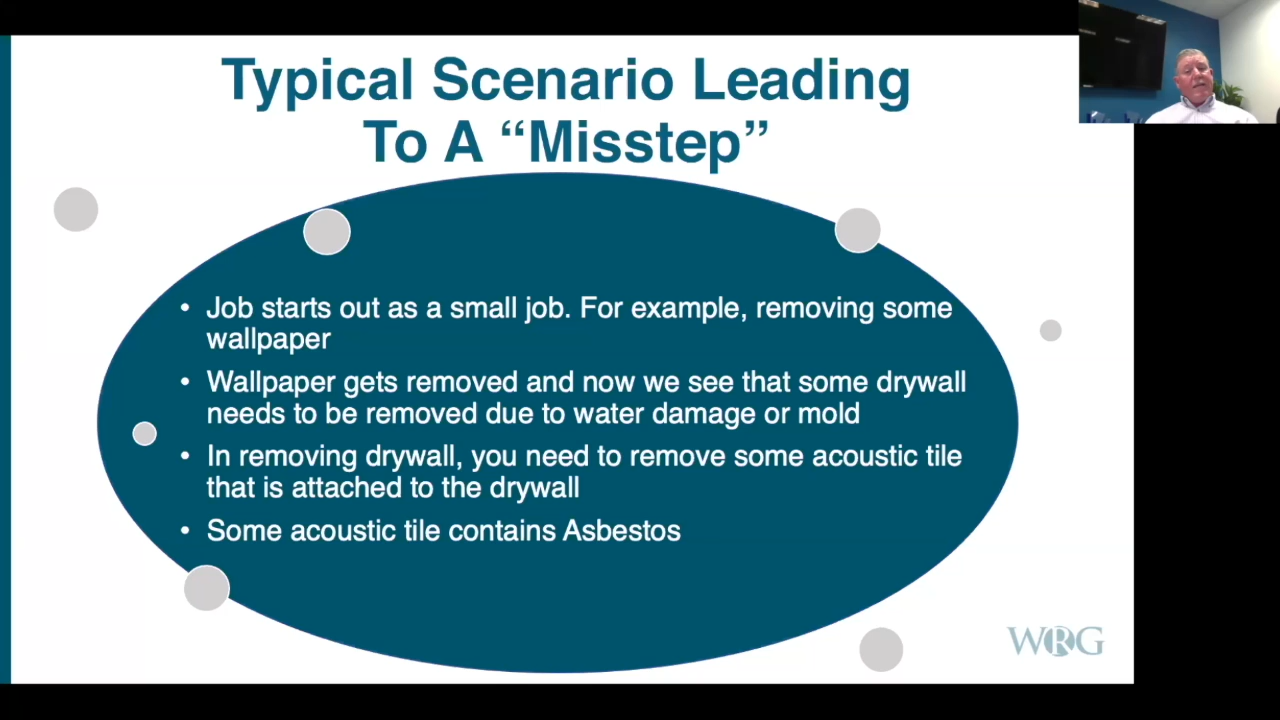 Typical Scenario Leading
To A “Misstep”
• Job starts out as a small job. For example, removing some
wallpaper
• Wallpaper gets removed and now we see that some drywall
needs to be removed due to water damage or mold
• In removing drywall, you need to remove some acoustic tile
that is attached to the drywall
• Some acoustic tile contains Asbestos
WRG